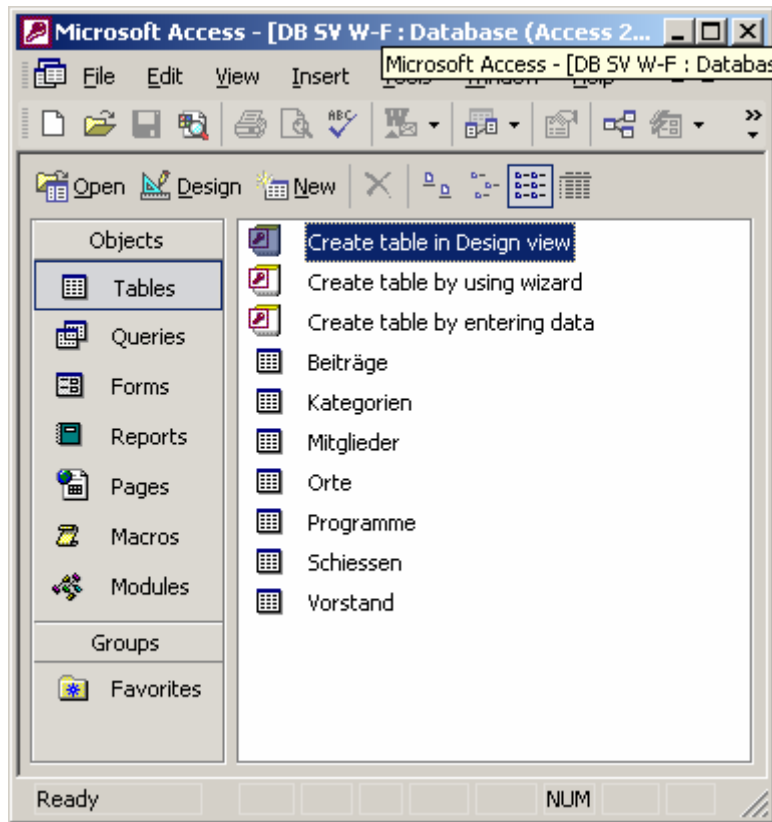 Microsoft Access - [DB SV W-F : Database (Access 2...
Microsoft Access - [DB SV W-F : Databas
File Edit View Insert
ABC
Open Design New
Objects
Tables
Queries
Forms
Reports
Pages
Macros
Modules
Groups
Favorites
Create table in Design view
Create table by using wizard
Create table by entering data
Beiträge
Kategorien
Mitglieder
Orte
Programme
Schiessen
Vorstand
Ready NUM